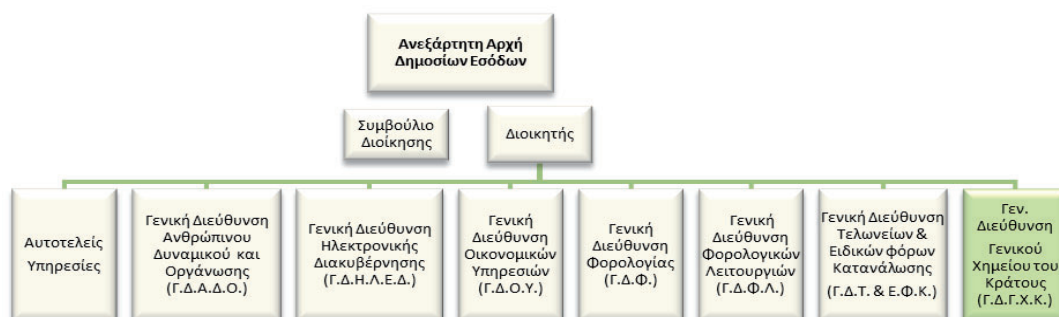 Ανεξάρτητη Αρχή
Δημοσίων Εσόδων
Συμβούλιο
Διοίκησης
Διοικητής
Αυτοτελείς
Υπηρεσίες
Γενική Διεύθυνση
Ανθρώπινου
Δυναμικού και
Οργάνωσης
(Γ.Δ.Α.Δ.Ο.)
Γενική Διεύθυνση
Ηλεκτρονικής
Διακυβέρνησης
(Γ.Δ.Η.Λ.Ε.Δ.)
Γενική
Διεύθυνση
Οικονομικών
Υπηρεσιών
(Γ.Δ.Ο.Υ.)
Γενική
Διεύθυνση
Φορολογίας
(Γ.Δ.Φ.)
Γενική
Διεύθυνση
Φορολογικών
Λειτουργιών
(Γ.Δ.Φ.Λ.)
Γενική Διεύθυνση
Τελωνείων &
Ειδικών φόρων
Κατανάλωσης
(Γ.Δ.Τ. & Ε.Φ.Κ.)
Γεν.
Διεύθυνση
Γενικού
Χημείου του
Κράτους
(Γ.Δ.Γ.Χ.Κ.)